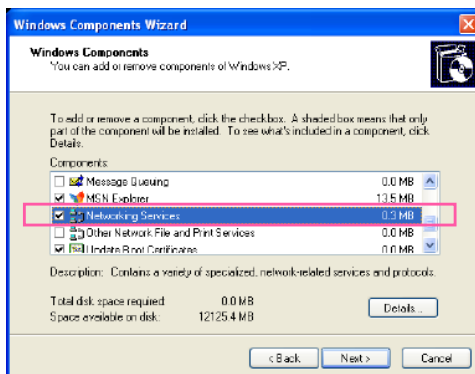 Windows Components Wizard
Windows Components
You can add or remove components of Windows XP.
To add or remove a component, click the checkbox. A shaded box means that only
part of the component will be installed. To see what's included in a component, click
Details.
Components:
Message Queuing 0.0 MB
MSN Explorer 13.5 MB
Networking Services 0.3 MB
Other Network File and Print Services 0.0 MB
Update Root Certificates 0.0 MB
Description: Contains a variety of specialized, network-related services and protocols.
Total disk space required: 0.0 MB
Space available on disk: 12125.4 MB
Details...
< Back
Next >
Cancel